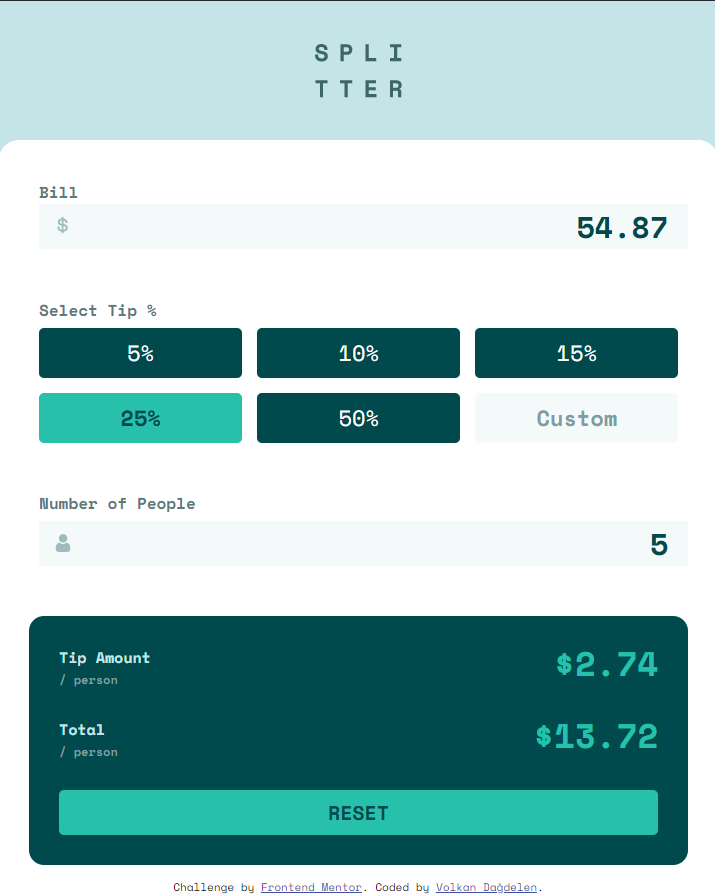 SPLI
TTER
Bill
$ 54.87
Select Tip %
5% 10% 15%
25% 50% Custom
Number of People
5
Tip Amount
/ person
$2.74
Total
/ person
$13.72
RESET
Challenge by Frontend Mentor. Coded by Volkan Dağdelen.